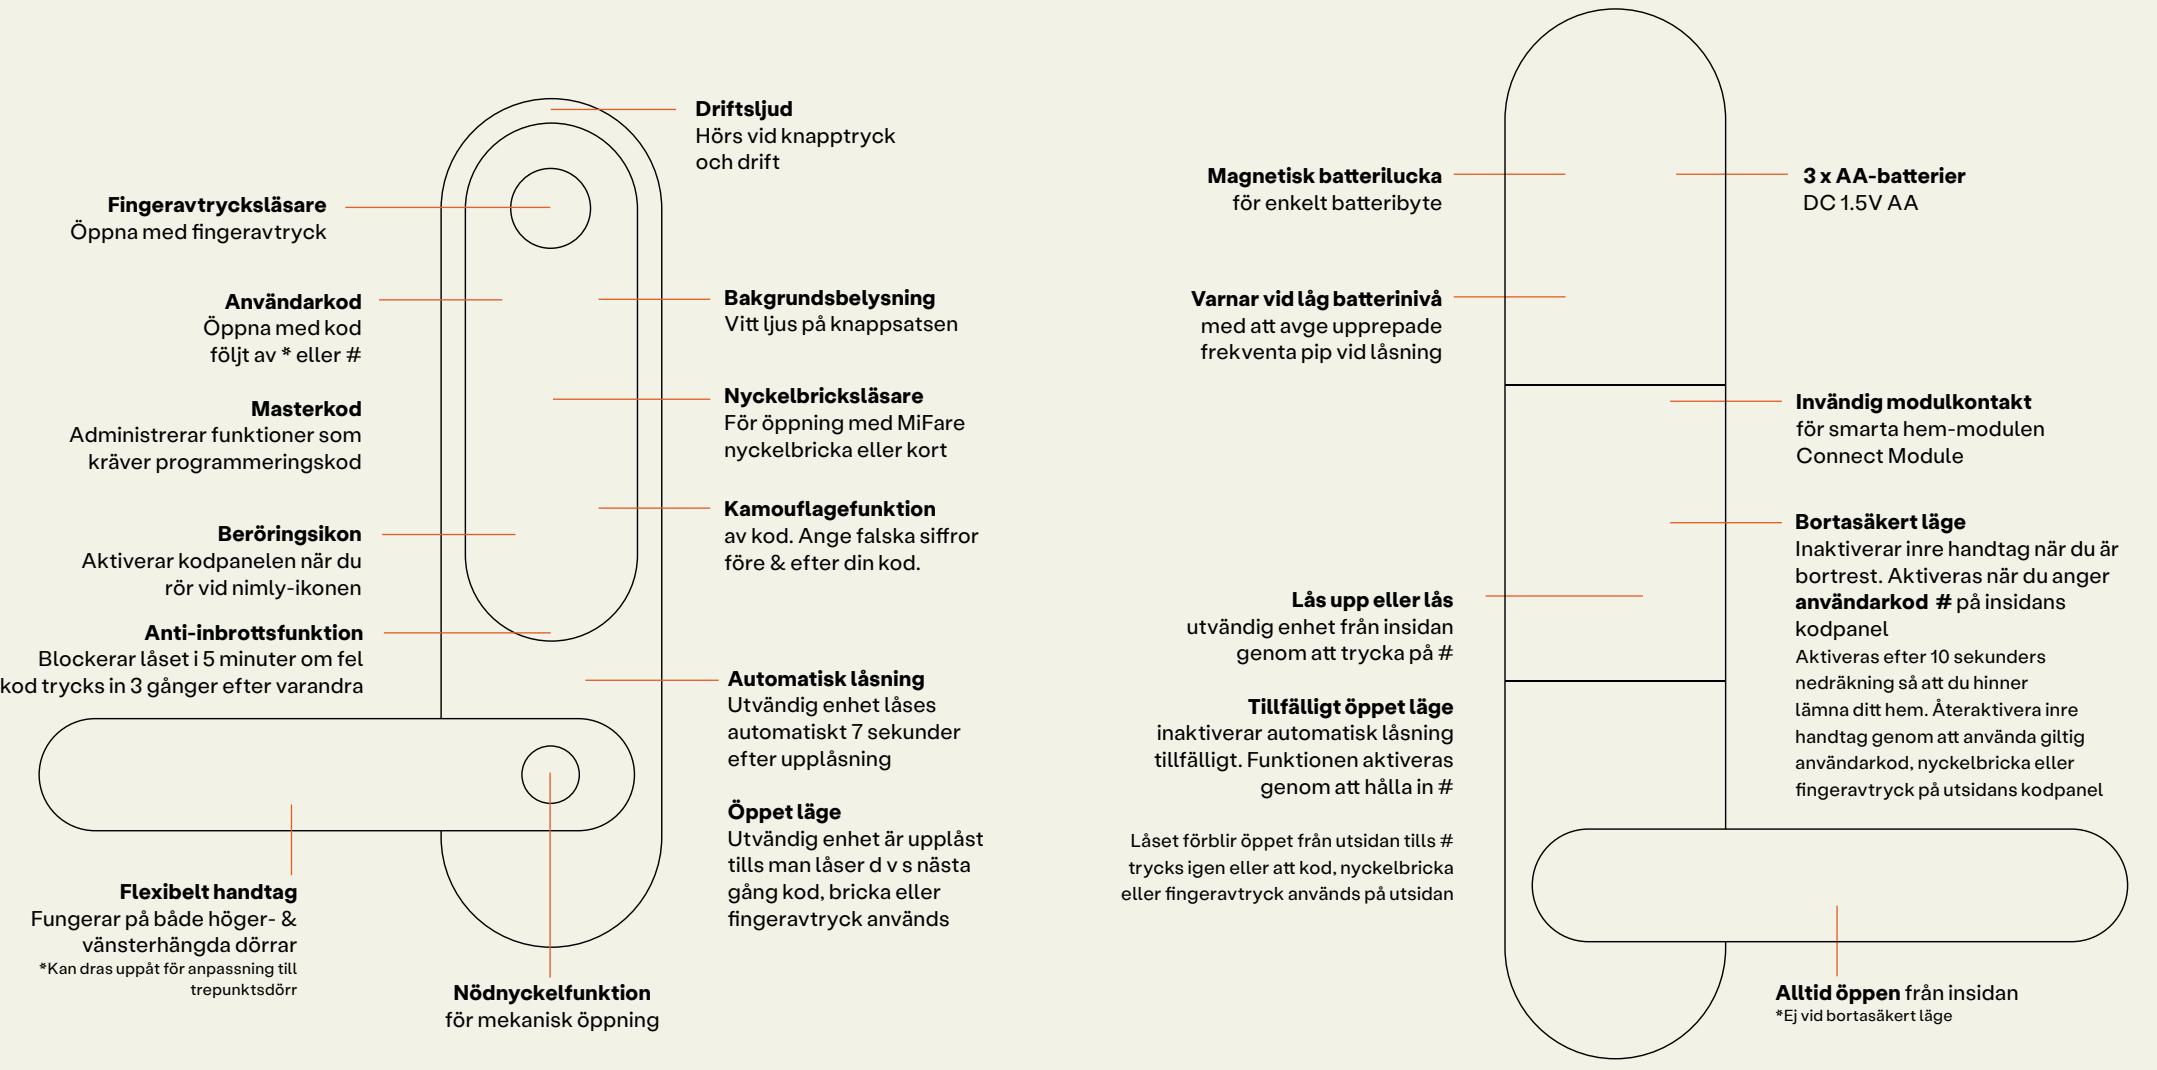 Driftsljud
Hörs vid knapptryck
och drift
Fingeravtrycksläsare
Öppna med fingeravtryck
Användarkod
Öppna med kod
följt av * eller #
Masterkod
Administrerar funktioner som
kräver programmeringskod
Beröringsikon
Aktiverar kodpanelen när du
rör vid nimly-ikonen
Anti-inbrottsfunktion
Blockerar låset i 5 minuter om fel
kod trycks in 3 gånger efter varandra
Flexibelt handtag
Fungerar på både höger- &
vänsterhängda dörrar
*Kan dras uppåt för anpassning till
trepunktsdörr
Bakgrundsbelysning
Vitt ljus på knappsatsen
Nyckelbricksläsare
För öppning med MiFare
nyckelbricka eller kort
Kamouflagefunktion
av kod. Ange falska siffror
före & efter din kod.
Automatisk låsning
Utvändig enhet låses
automatiskt 7 sekunder
efter upplåsning
Öppet läge
Utvändig enhet är upplåst
tills man låser d v s nästa
gång kod, bricka eller
fingeravtryck används
Nödnyckelfunktion
för mekanisk öppning
Magnetisk batterilucka
för enkelt batteribyte
Varnar vid låg batterinivå
med att avge upprepade
frekventa pip vid låsning
Lås upp eller lås
utvändig enhet från insidan
genom att trycka på #
Tillfälligt öppet läge
inaktiverar automatisk låsning
tillfälligt. Funktionen aktiveras
genom att hålla in #
Låset förblir öppet från utsidan tills #
trycks igen eller att kod, nyckelbricka
eller fingeravtryck används på utsidan
3 x AA-batterier
DC 1.5V AA
Invändig modulkontakt
för smarta hem-modulen
Connect Module
Bortasäkert läge
Inaktiverar inre handtag när du är
bortrest. Aktiveras när du anger
användarkod # på insidans
kodpanel
Aktiveras efter 10 sekunders
nedräkning så att du hinner
lämna ditt hem. Återaktivera inre
handtag genom att använda giltig
användarkod, nyckelbricka eller
fingeravtryck på utsidans kodpanel
Alltid öppen från insidan
*Ej vid bortasäkert läge